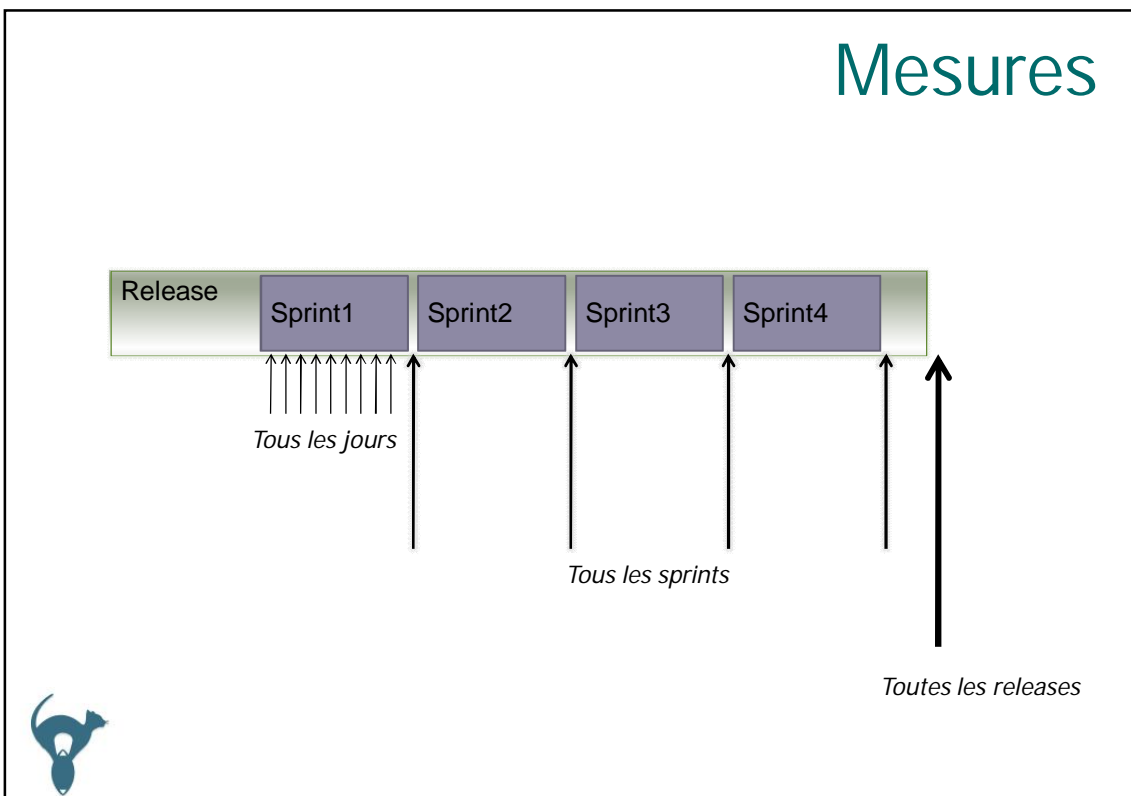 Mesures
Release
Sprint1
Sprint2
Sprint3
Sprint4
Tous les jours
Tous les sprints
Toutes les releases